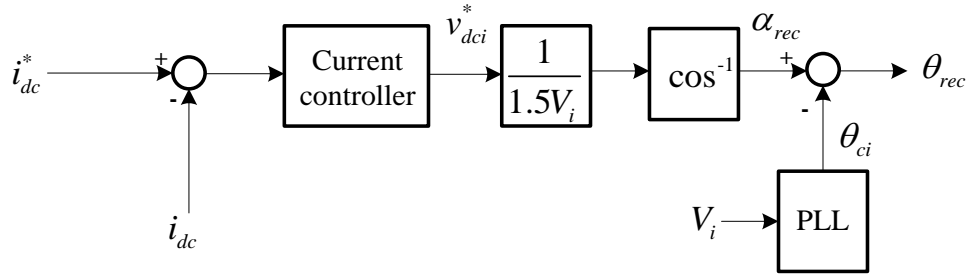 i*dc
+
-
Current
controller
v*dci
1
1.5Vi
cos-1
αrec
+
-
θrec
θci
idc
Vi
PLL